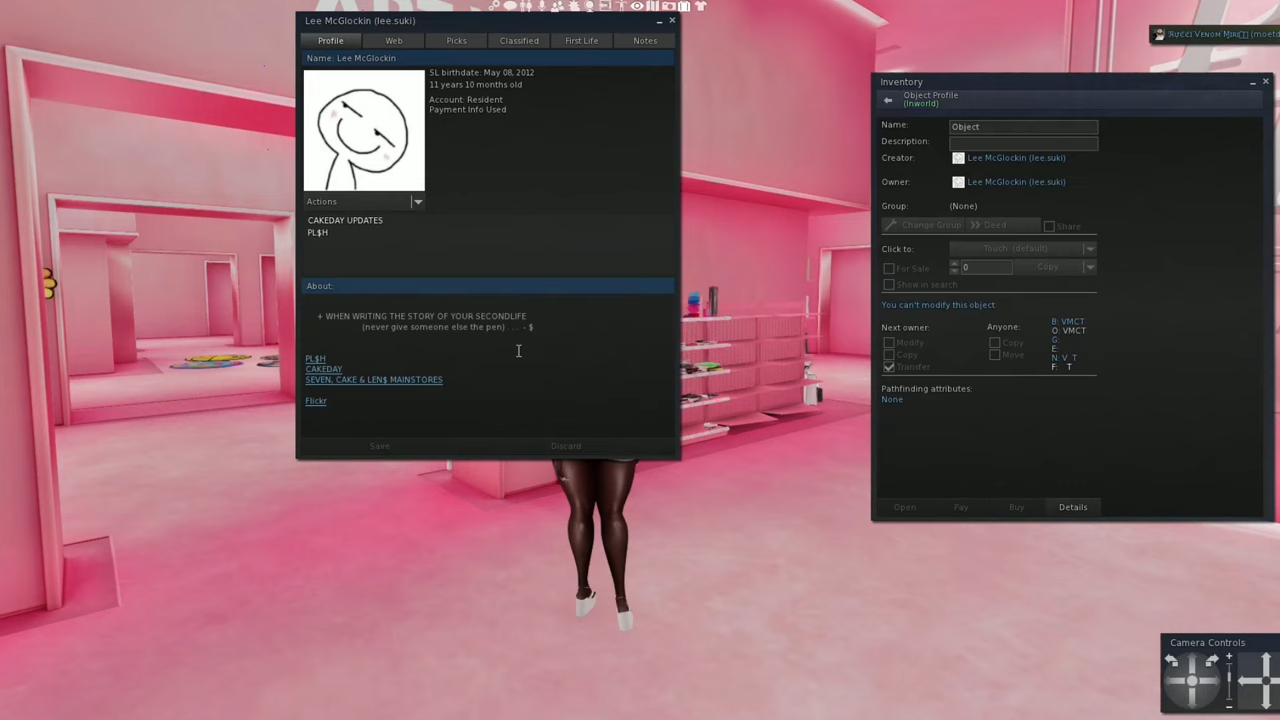 Lee McGlockin (lee.suki)
Profile
Web
Picks
Classified
First Life
Notes
Name: Lee McGlockin
SL birthdate: May 08, 2012
11 years 10 months old
Account: Resident
Payment Info Used
Actions
CAKEDAY UPDATES
PL$H
About:
+ WHEN WRITING THE STORY OF YOUR SECONDLIFE
(never give someone else the pen) . . . - $
PL$H
CAKEDAY
SEVEN, CAKE & LEN$ MAINSTORES
Flickr
Save
Discard
Inventory
Object Profile
(Inworld)
Name:
Object
Description:
Creator:
Lee McGlockin (lee.suki)
Owner:
Lee McGlockin (lee.suki)
Group:
(None)
Change Group
Deed
Share
Click to:
Touch (default)
For Sale
0
Copy
Show in search
You can't modify this object
Next owner:
Anyone:
B: VMCT
O: VMCT
Modify
Copy
G:
Copy
Move
E:
N: V T
Transfer
F: T
Pathfinding attributes:
None
Open
Pay
Buy
Details
Camera Controls